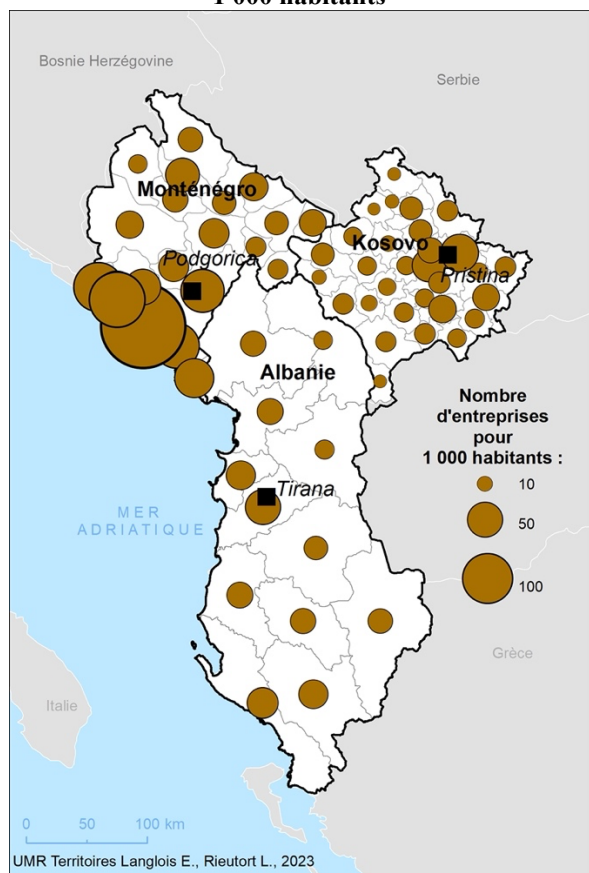 1 000 habitants
Bosnie Herzégovine
Serbie
Monténégro
Kosovo
Podgorica
Pristina
Albanie
Nombre
d'entreprises
pour
1 000 habitants :
10
50
100
Tirana
MER
ADRIATIQUE
Grèce
Italie
0 50 100 km
UMR Territoires Langlois E., Rieutort L., 2023